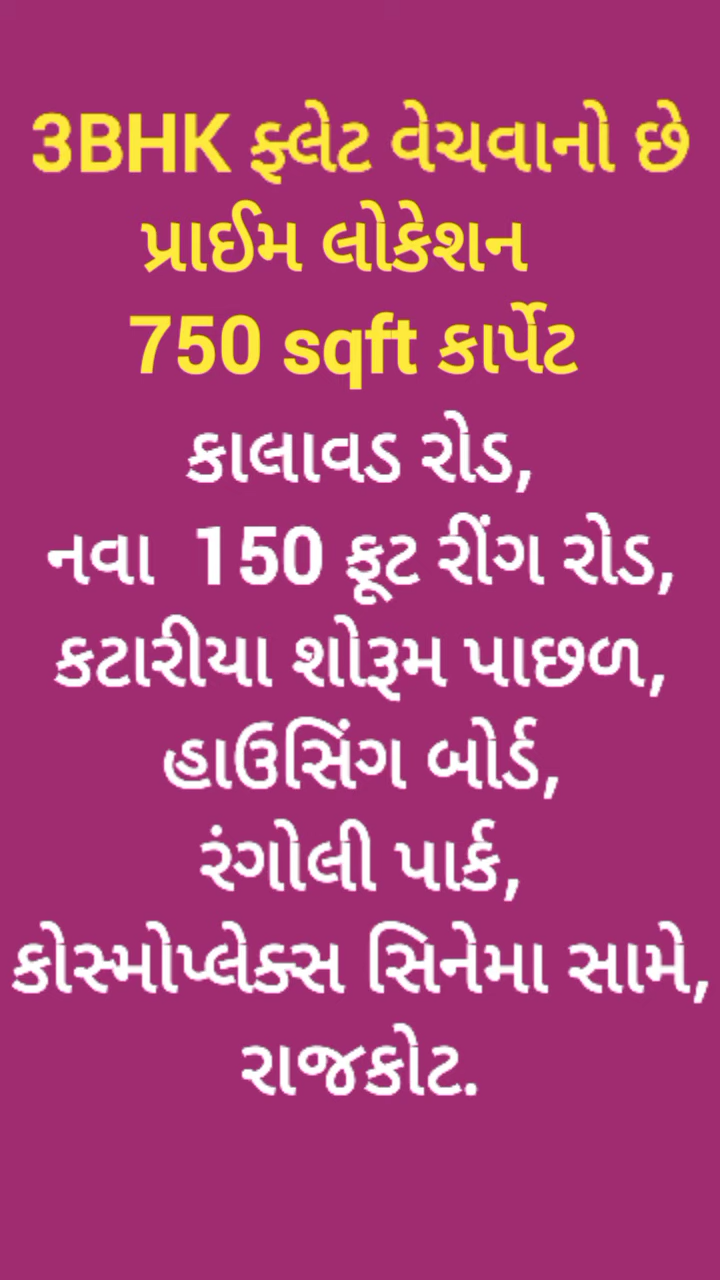 3BHK ફ્લેટ વેચવાનો છે
પ્રાઈમ લોકેશન
750 sqft કાર્પેટ
કાલાવડ રોડ,
નવા 150 ફૂટ રીંગ રોડ,
કટારીયા શોરૂમ પાછળ,
હાઉસિંગ બોર્ડ,
રંગોલી પાર્ક,
કોસ્મોપ્લેક્સ સિનેમા સામે,
રાજકોટ.